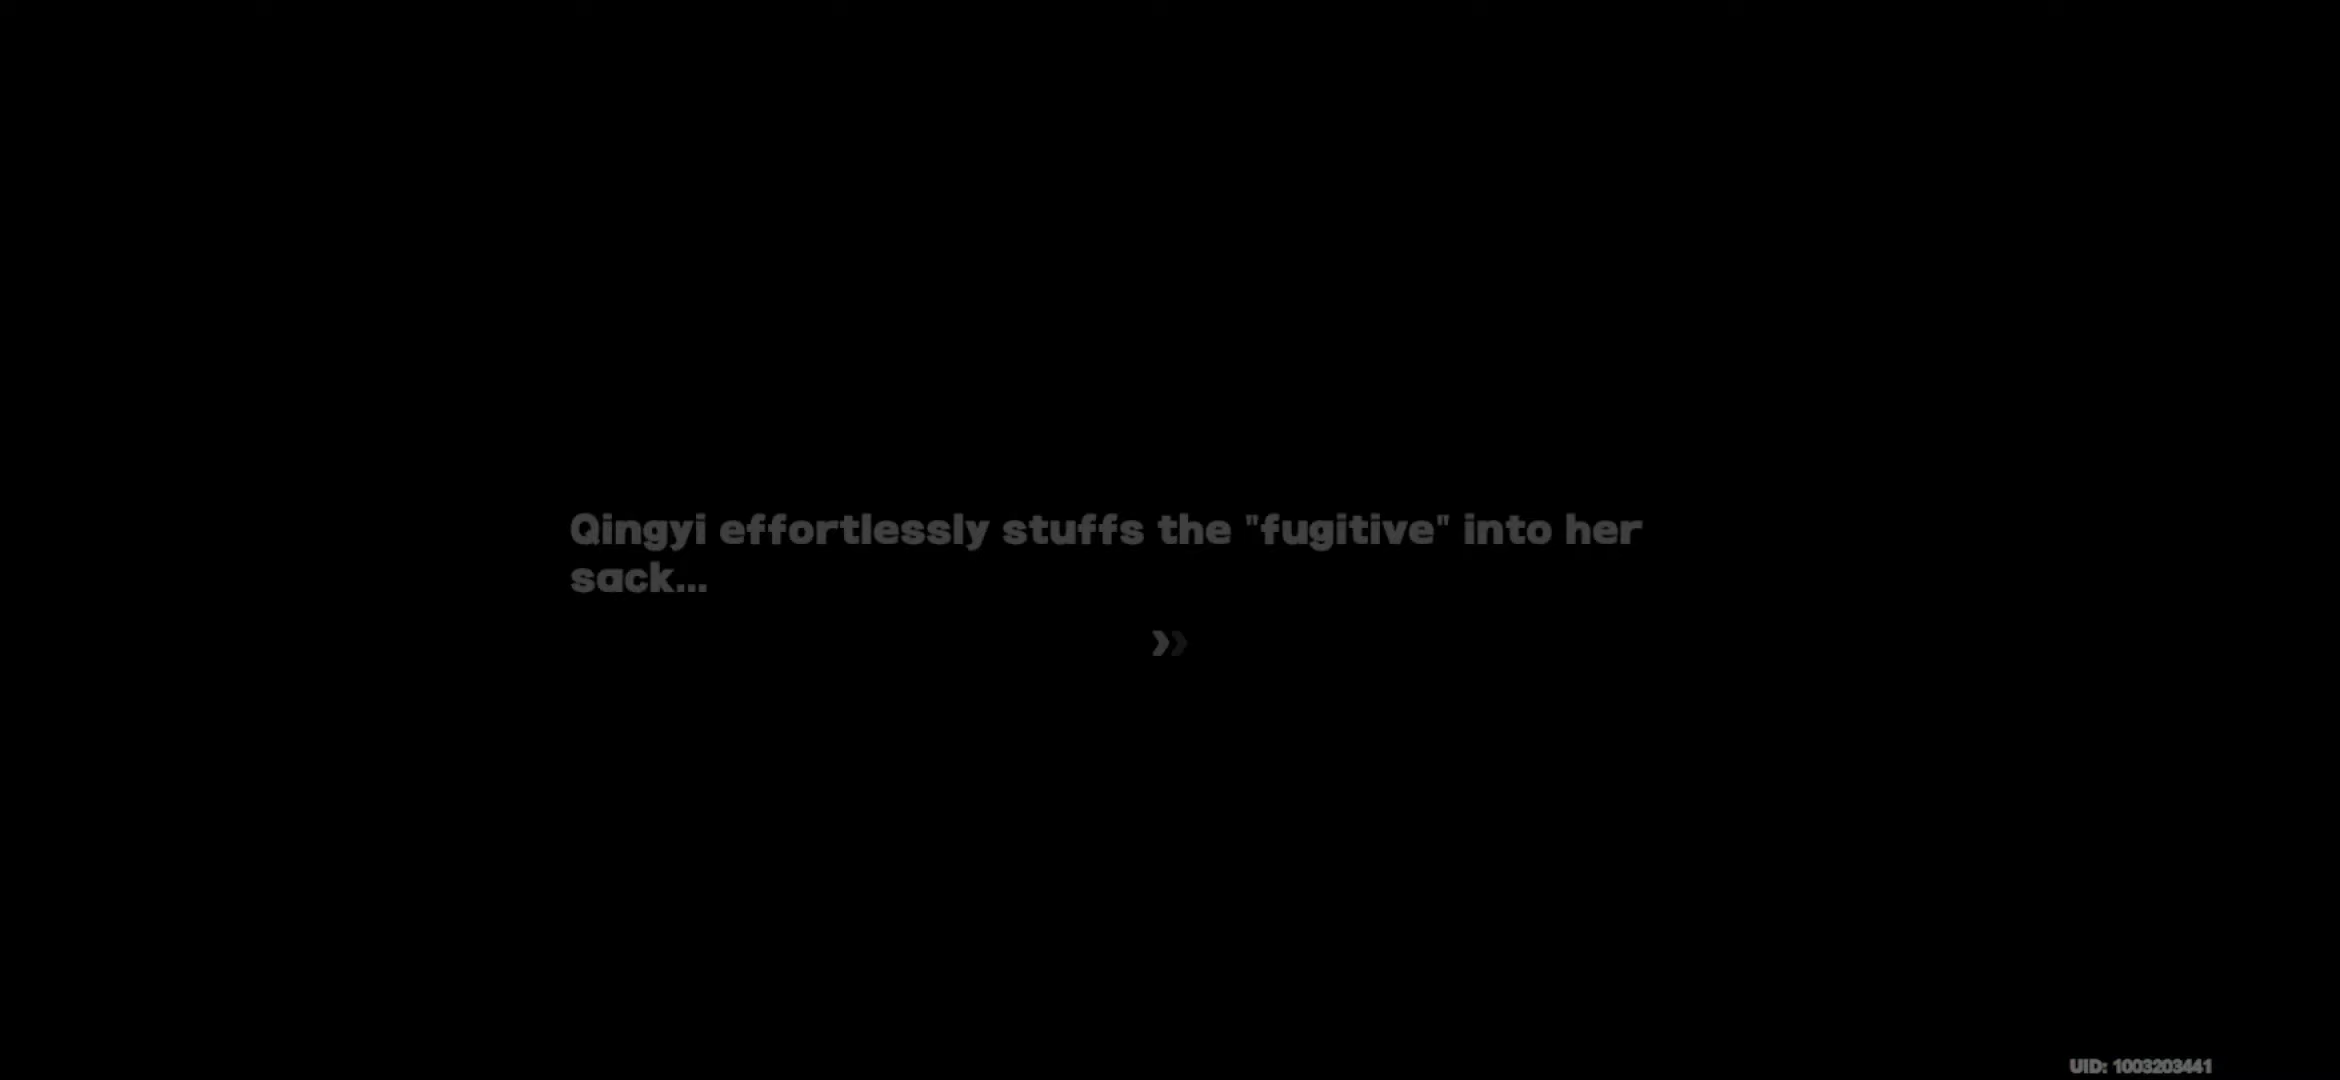 Qingyi effortlessly stuffs the "fugitive" into her
sack...
UID: 1003203441